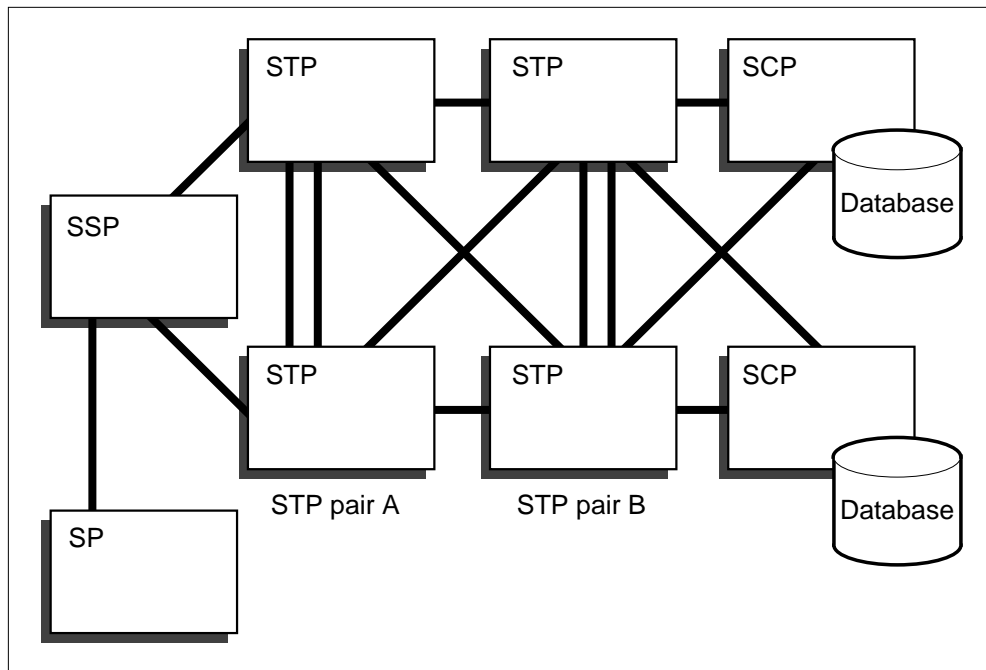 STP
STP
SCP
Database
SSP
STP
STP
SCP
Database
STP pair A
STP pair B
SP